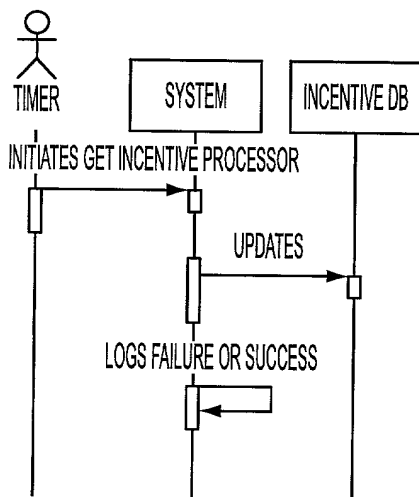 TIMER
SYSTEM
INCENTIVE DB
INITIATES GET INCENTIVE PROCESSOR
UPDATES
LOGS FAILURE OR SUCCESS